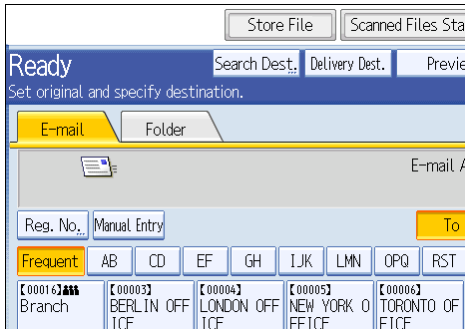 Store File Scanned Files Sta
Ready Search Dest. Delivery Dest. Previe
Set original and specify destination.
E-mail Folder
E-mail A
Reg. No. Manual Entry To
Frequent AB CD EF GH IJK LMN OPQ RST
[00016] [00003] [00004] [00005] [00006]
Branch BERLIN OFF LONDON OFF NEW YORK O TORONTO OF
ICE ICE FFICE FICE